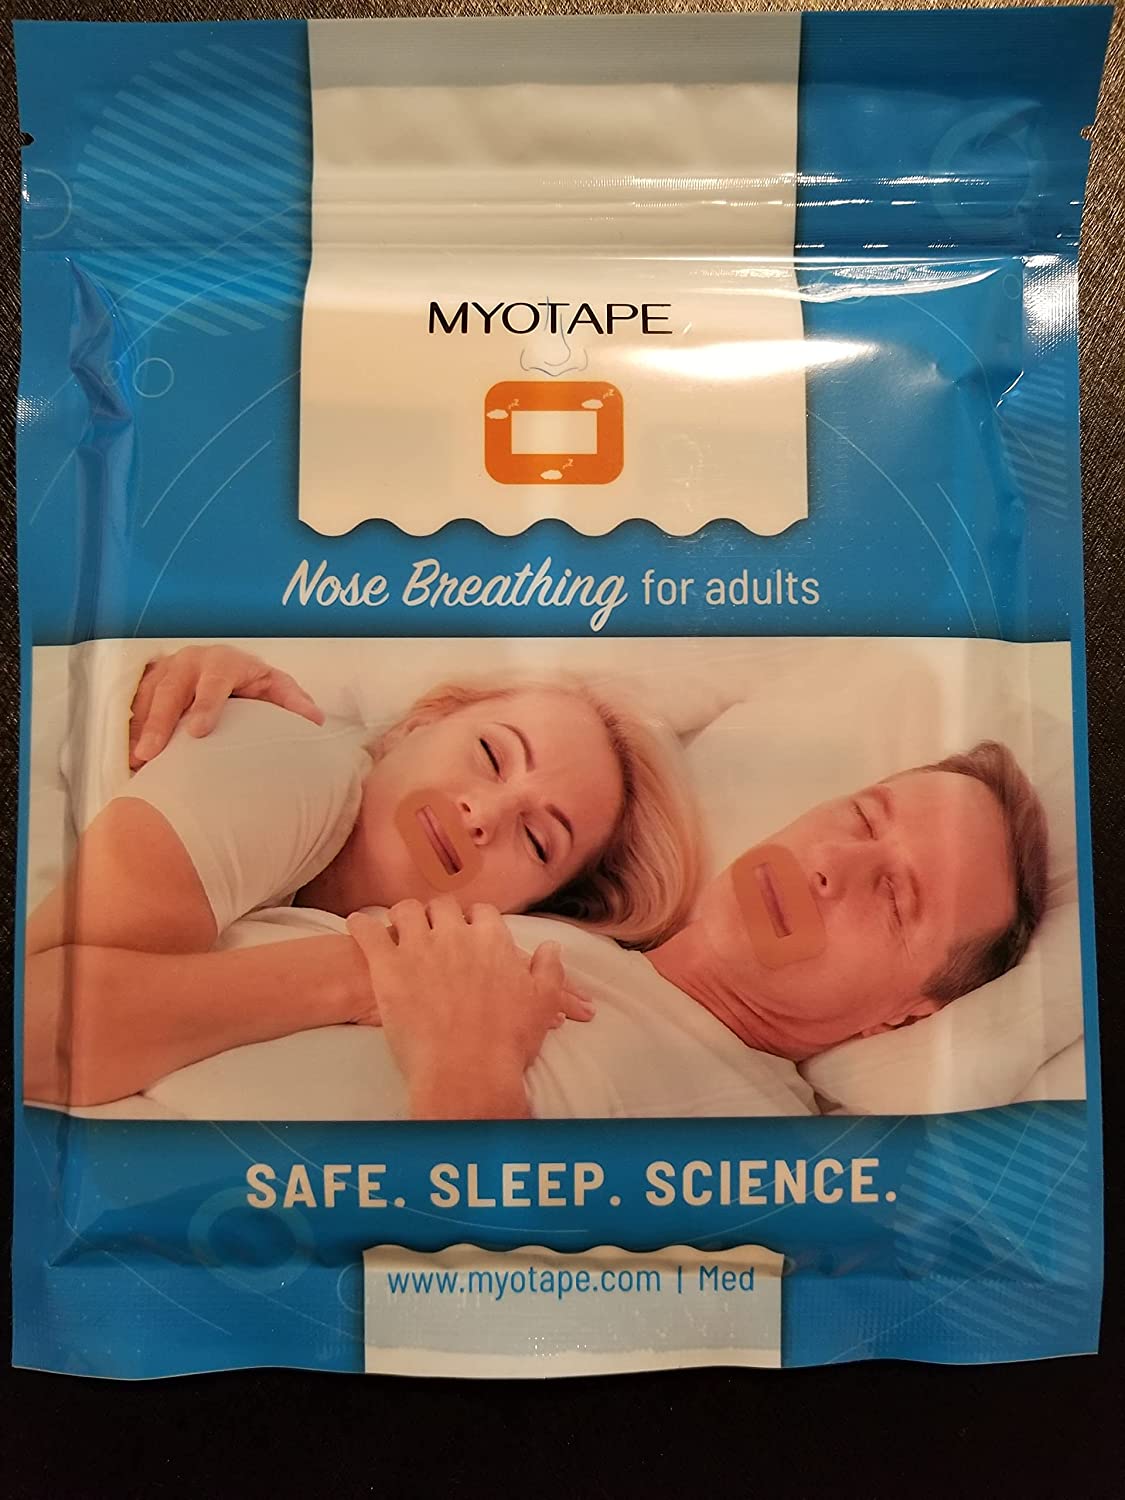 MYOTAPE
Nose Breathing for adults
SAFE. SLEEP. SCIENCE.
www.myotape.com | Med